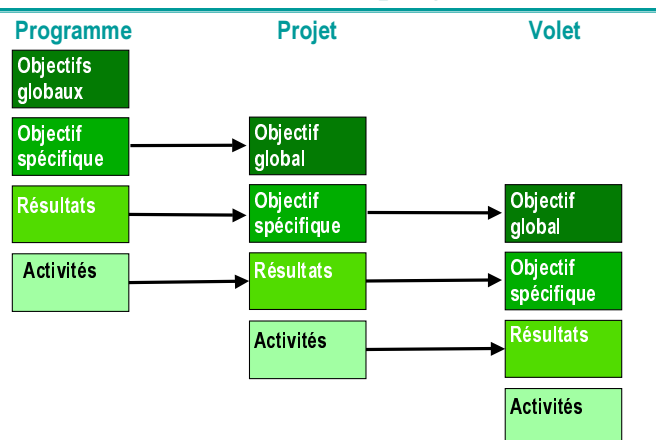 Programme
Projet
Volet
Objectifs
globaux
Objectif
spécifique
Objectif
global
Résultats
Objectif
spécifique
Objectif
global
Activités
Résultats
Objectif
spécifique
Activités
Résultats
Activités